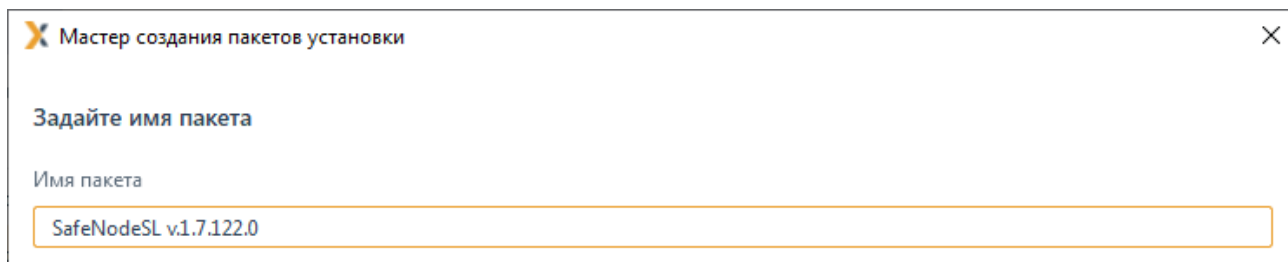 Мастер создания пакетов установки
Задайте имя пакета
Имя пакета
SafeNodeSL v.1.7.122.0